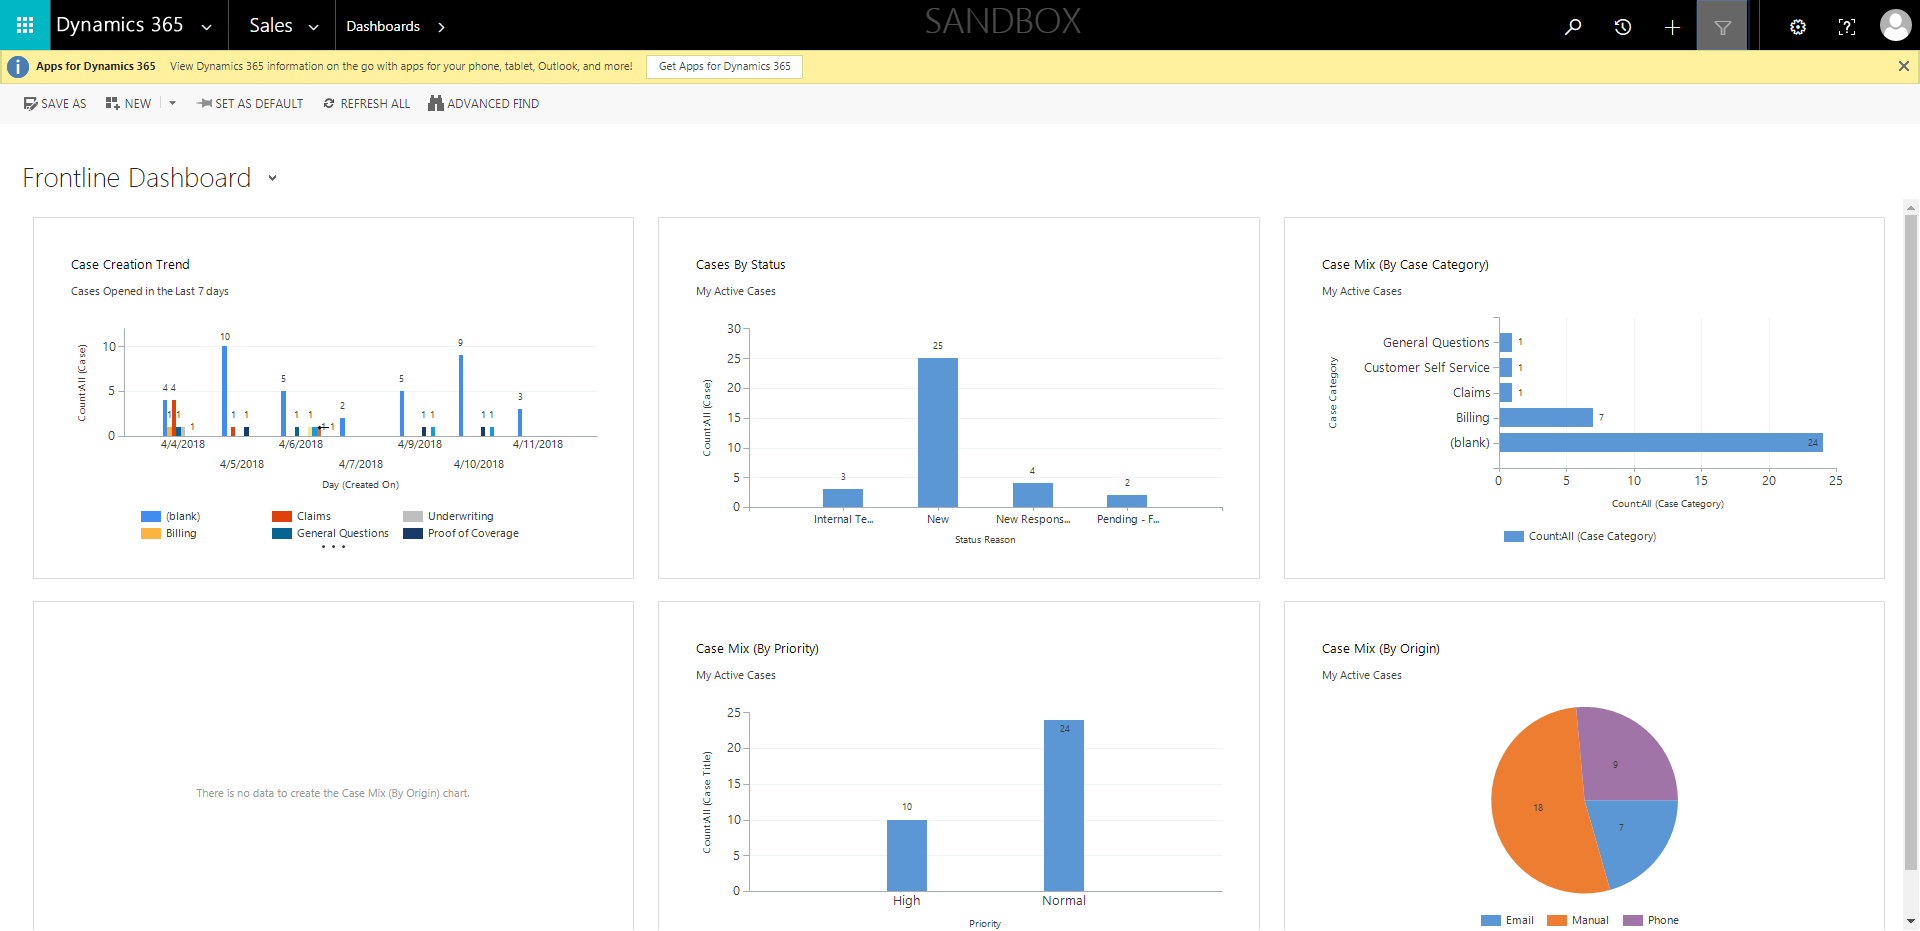 Dynamics 365 Sales Dashboards SANDBOX
Apps for Dynamics 365 View Dynamics 365 information on the go with apps for your phone, tablet, Outlook, and more! Get Apps for Dynamics 365
SAVE AS NEW SET AS DEFAULT REFRESH ALL ADVANCED FIND
Frontline Dashboard
Case Creation Trend
Cases Opened in the Last 7 days
Count:All (Case)
10
5
0
4 4
1 1
1
10
1 1
5
1 1
1 1
2
5
1 1
9
1 1
3
4/4/2018 4/6/2018 4/9/2018 4/11/2018
4/5/2018 4/7/2018 4/10/2018
Day (Created On)
(blank) Claims Underwriting
Billing General Questions Proof of Coverage
Cases By Status
My Active Cases
Count:All (Case)
30
25
20
15
10
5
0
3
25
4
2
Internal Te... New New Respons... Pending - F...
Status Reason
Case Mix (By Case Category)
My Active Cases
Case Category
General Questions 1
Customer Self Service 1
Claims 1
Billing 7
(blank) 24
0 5 10 15 20 25
Count:All (Case Category)
Count:All (Case Category)
There is no data to create the Case Mix (By Origin) chart.
Case Mix (By Priority)
My Active Cases
Count:All (Case Title)
25
20
15
10
5
0
10
24
High Normal
Priority
Case Mix (By Origin)
My Active Cases
9
18
7
Email Manual Phone